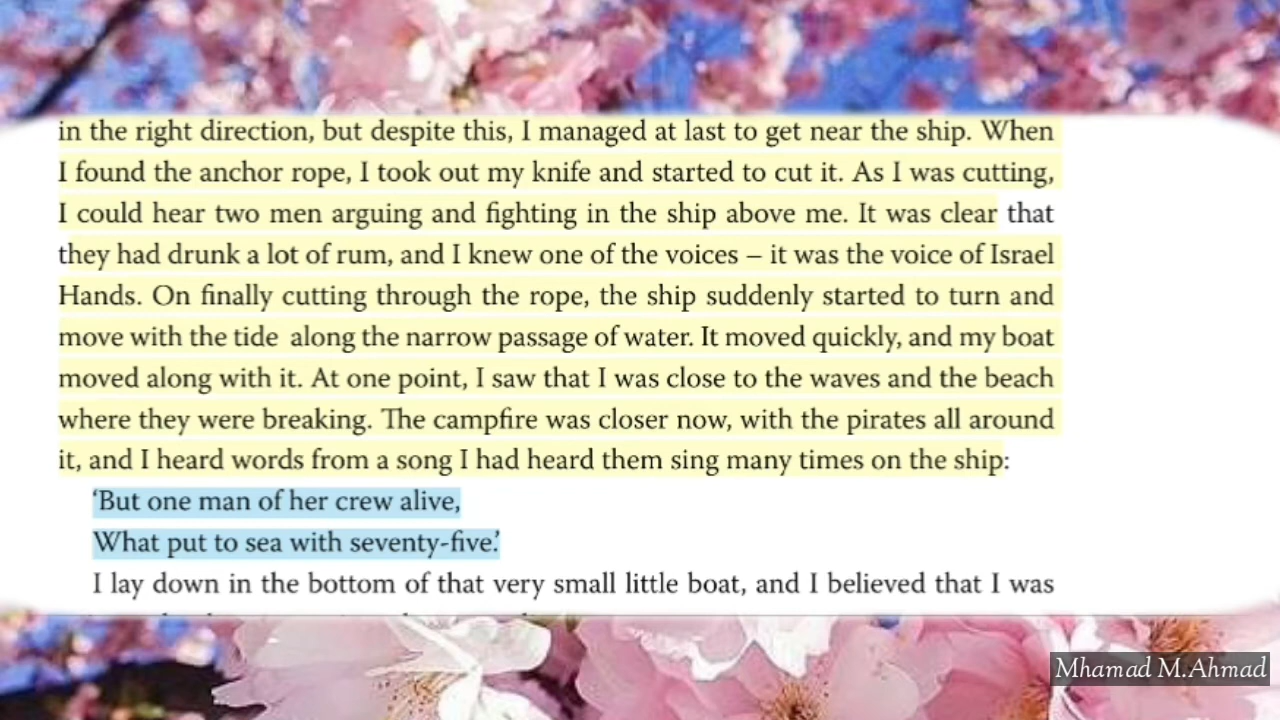 in the right direction, but despite this, I managed at last to get near the ship. When
I found the anchor rope, I took out my knife and started to cut it. As I was cutting,
I could hear two men arguing and fighting in the ship above me. It was clear that
they had drunk a lot of rum, and I knew one of the voices – it was the voice of Israel
Hands. On finally cutting through the rope, the ship suddenly started to turn and
move with the tide along the narrow passage of water. It moved quickly, and my boat
moved along with it. At one point, I saw that I was close to the waves and the beach
where they were breaking. The campfire was closer now, with the pirates all around
it, and I heard words from a song I had heard them sing many times on the ship:
‘But one man of her crew alive,
What put to sea with seventy-five.’
I lay down in the bottom of that very small little boat, and I believed that I was
Mhamad M.Ahmad